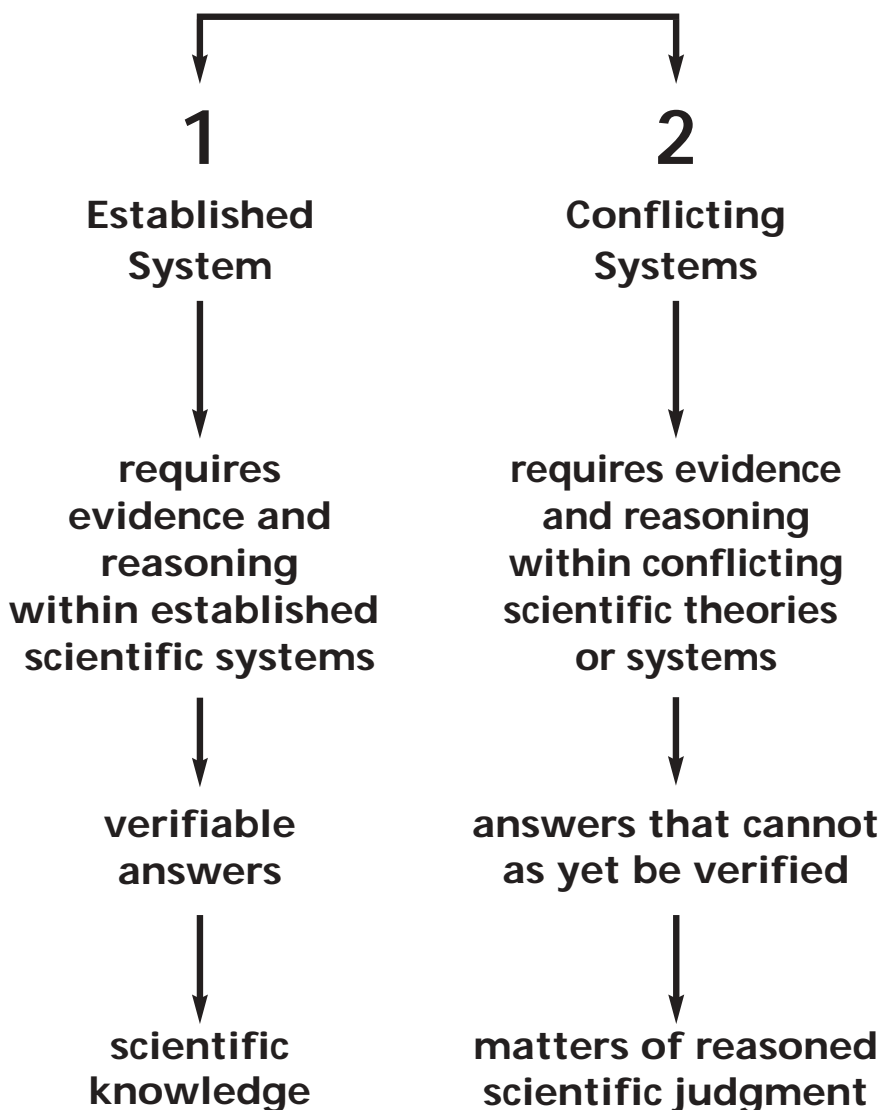 1
Established
System
requires
evidence and
reasoning
within established
scientific systems
verifiable
answers
scientific
knowledge
2
Conflicting
Systems
requires evidence
and reasoning
within conflicting
scientific theories
or systems
answers that cannot
as yet be verified
matters of reasoned
scientific judgment